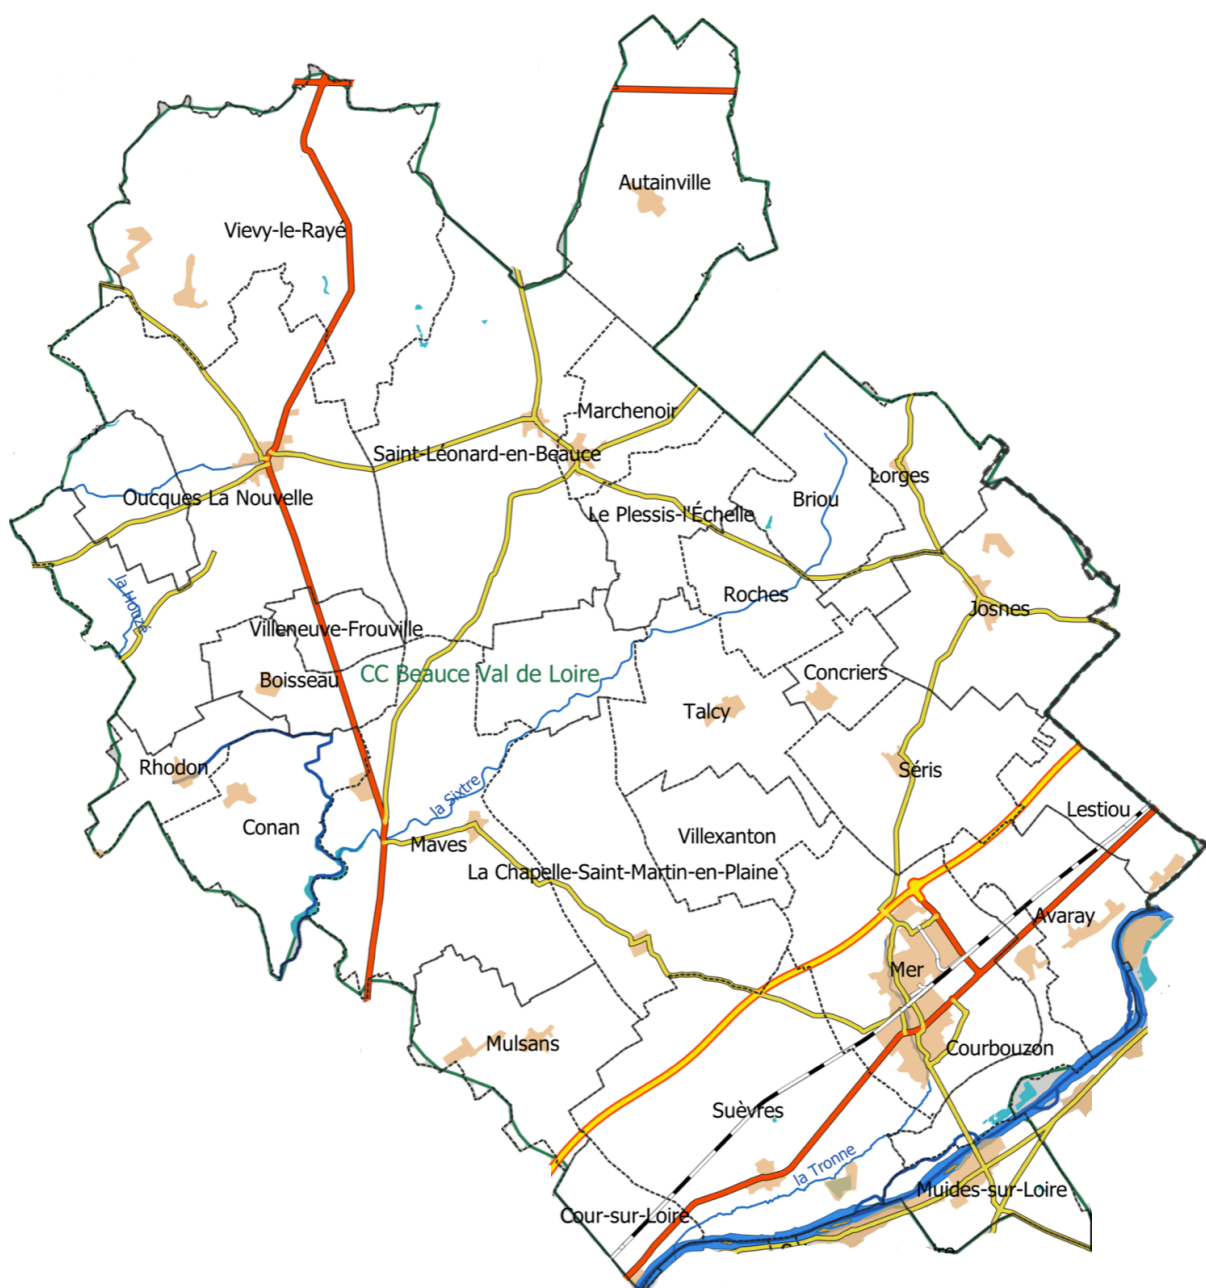 Autainville
Vievy-le-Rayé
Marchenoir
Saint-Léonard-en-Beauce
Lorges
Oucques La Nouvelle
Briou
Le Plessis-l'Échelle
la Houzé
Roches
Josnes
Villeneuve-Frouville
Boisseau
CC Beauce Val de Loire
Concriers
Talcy
Rhodon
Séris
la Sixtre
Lestiou
Conan
Villexanton
Maves
La Chapelle-Saint-Martin-en-Plaine
Avaray
Mer
Mulsans
Courbouzon
Suèvres
la Tronne
Muides-sur-Loire
Cour-sur-Loire